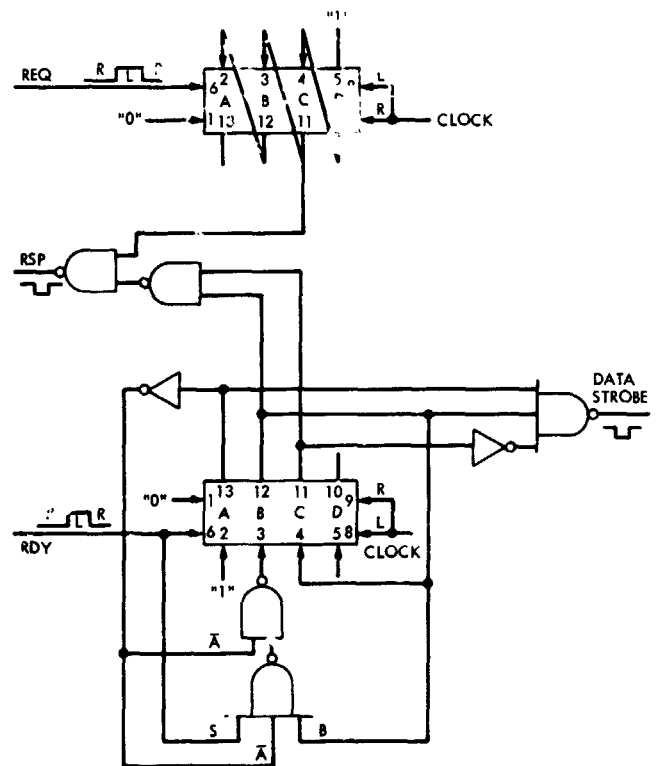 "1"
REQ
R L
2 3 4 5
6 A B C L
"0"
1 13 12 11 R
CLOCK
RSP
DATA
STROBE
"0"
13 12 11 10 R
1 9
A B C D
L R
6 L
RDY
2 3 4 5 8
CLOCK
"1"
A̅
S A̅ B